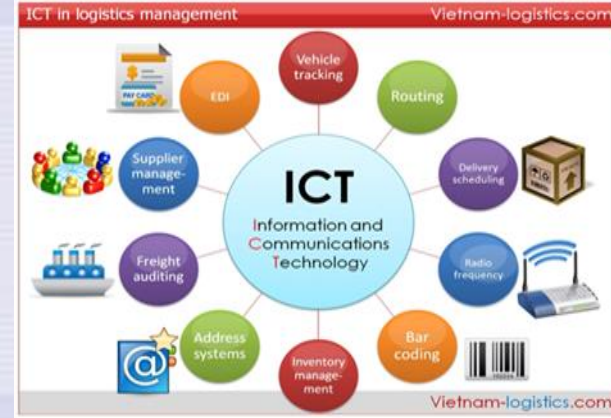 ICT in logistics management
Vietnam-logistics.com
Vehicle
tracking
Routing
Delivery
scheduling
Radio
frequency
Bar
coding
Inventory
manage-
ment
Address
systems
Freight
auditing
Supplier
manage-
ment
EDI
PAY CARD
ICT
Information and
Communications
Technology
Vietnam-logistics.com